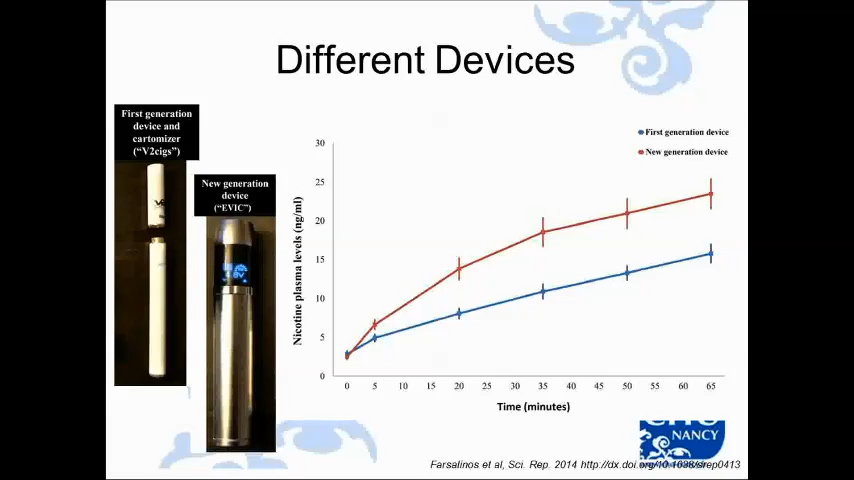 Different Devices
First generation
device and
cartomizer
("V2cigs")
New generation
device
("EVIC")
First generation device
New generation device
Nicotine plasma levels (ng/ml)
30
25
20
15
10
5
0
0 5 10 15 20 25 30 35 40 45 50 55 60 65
Time (minutes)
NANCY
Farsalinos et al, Sci. Rep. 2014 http://dx.doi.org/10.1038/srep0413